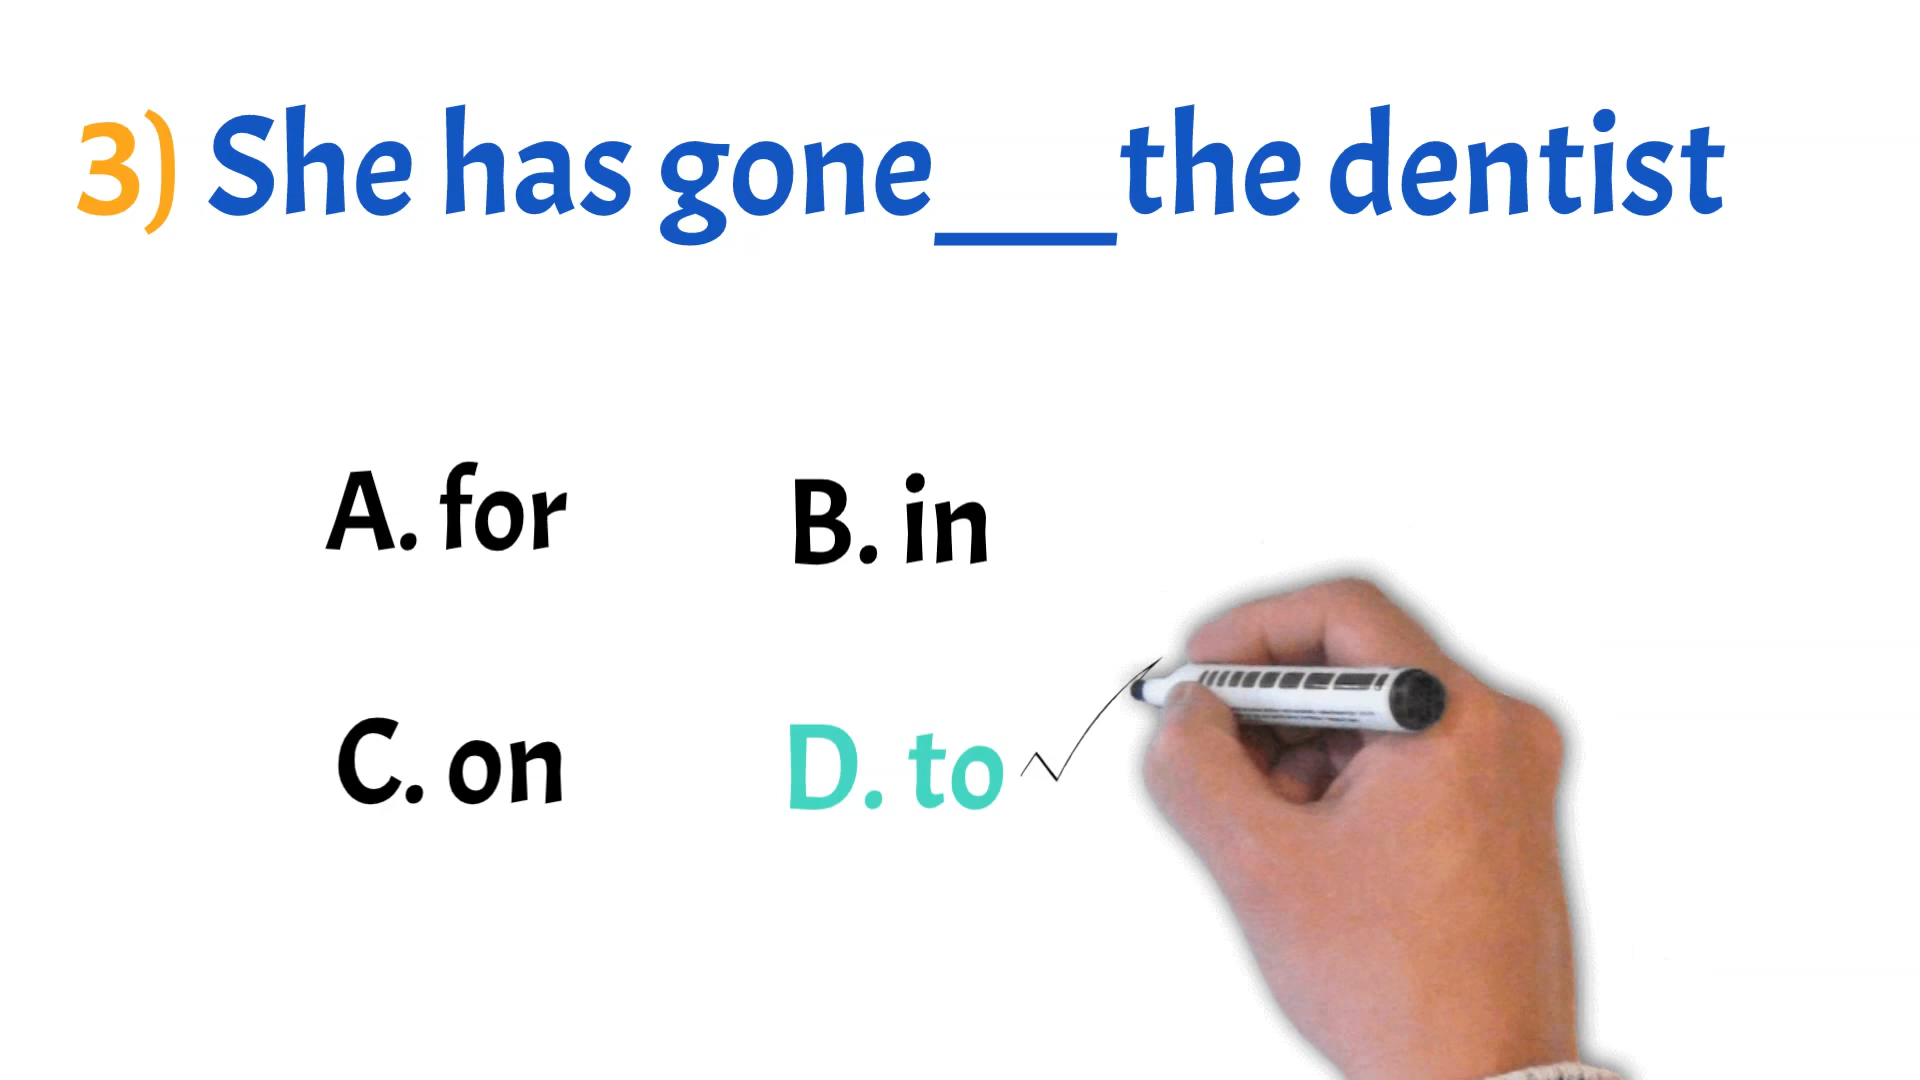 3) She has gone___the dentist
A. for
B. in
C. on
D. to